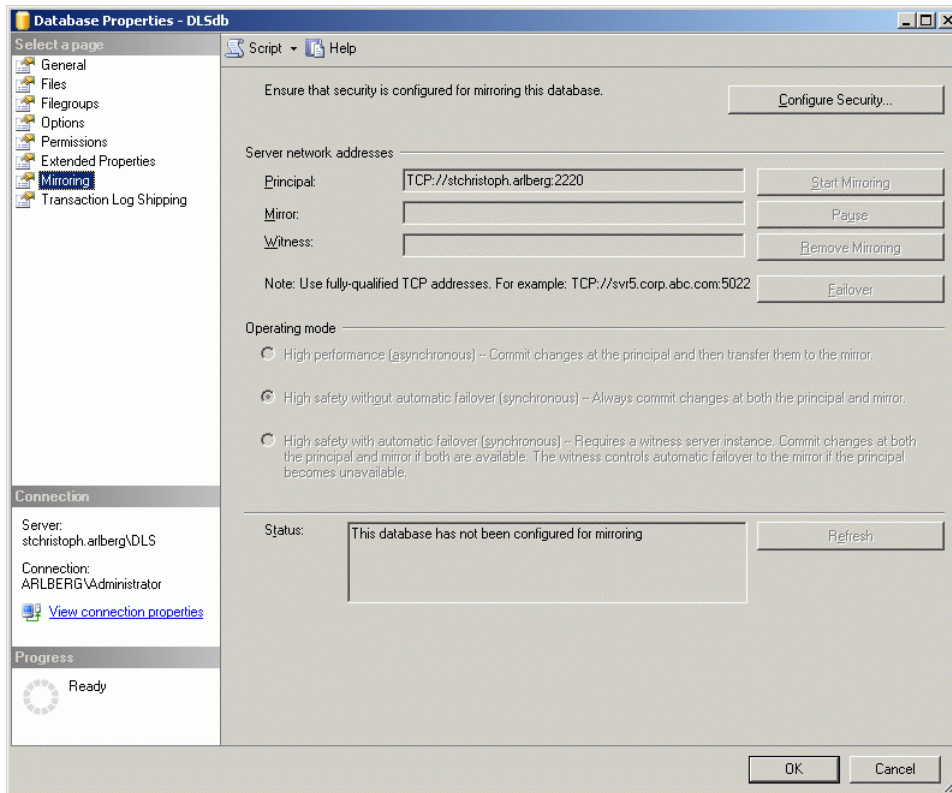 Database Properties - DLSdb
Select a page
General
Files
Filegroups
Options
Permissions
Extended Properties
Mirroring
Transaction Log Shipping
Connection
Server:
stchristoph.arlberg\DLS
Connection:
ARLBERG\Administrator
View connection properties
Progress
Ready
Script Help
Ensure that security is configured for mirroring this database.
Configure Security...
Server network addresses
Principal: TCP://stchristoph.arlberg:2220 Start Mirroring
Mirror: Pause
Witness: Remove Mirroring
Note: Use fully-qualified TCP addresses. For example: TCP://svr5.corp.abc.com:5022 Failover
Operating mode
High performance (asynchronous) -- Commit changes at the principal and then transfer them to the mirror.
High safety without automatic failover (synchronous) -- Always commit changes at both the principal and mirror.
High safety with automatic failover (synchronous) -- Requires a witness server instance. Commit changes at both
the principal and mirror if both are available. The witness controls automatic failover to the mirror if the principal
becomes unavailable.
Status: This database has not been configured for mirroring Refresh
OK Cancel